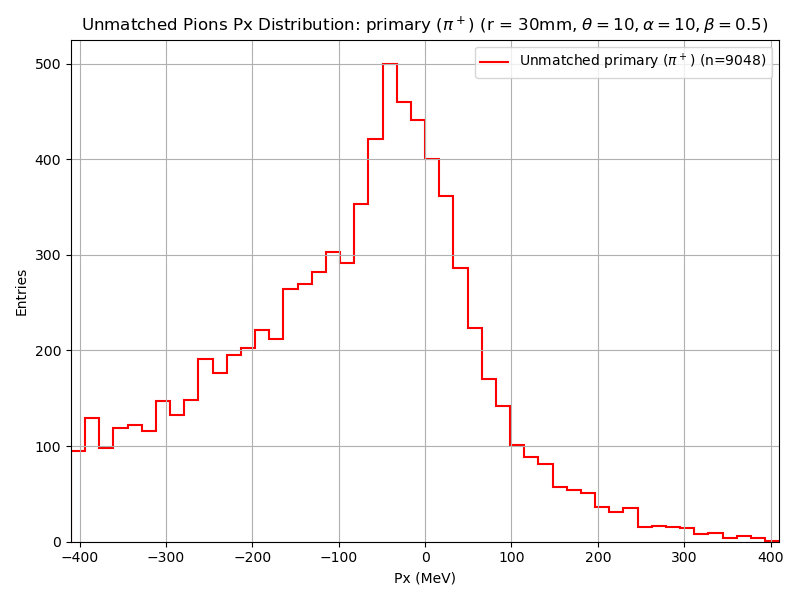 Unmatched Pions Px Distribution: primary (π⁺) (r = 30mm, θ = 10, α = 10, β = 0.5)
Unmatched primary (π⁺) (n=9048)
500
400
300
200
100
0
Entries
−400 −300 −200 −100 0 100 200 300 400
Px (MeV)